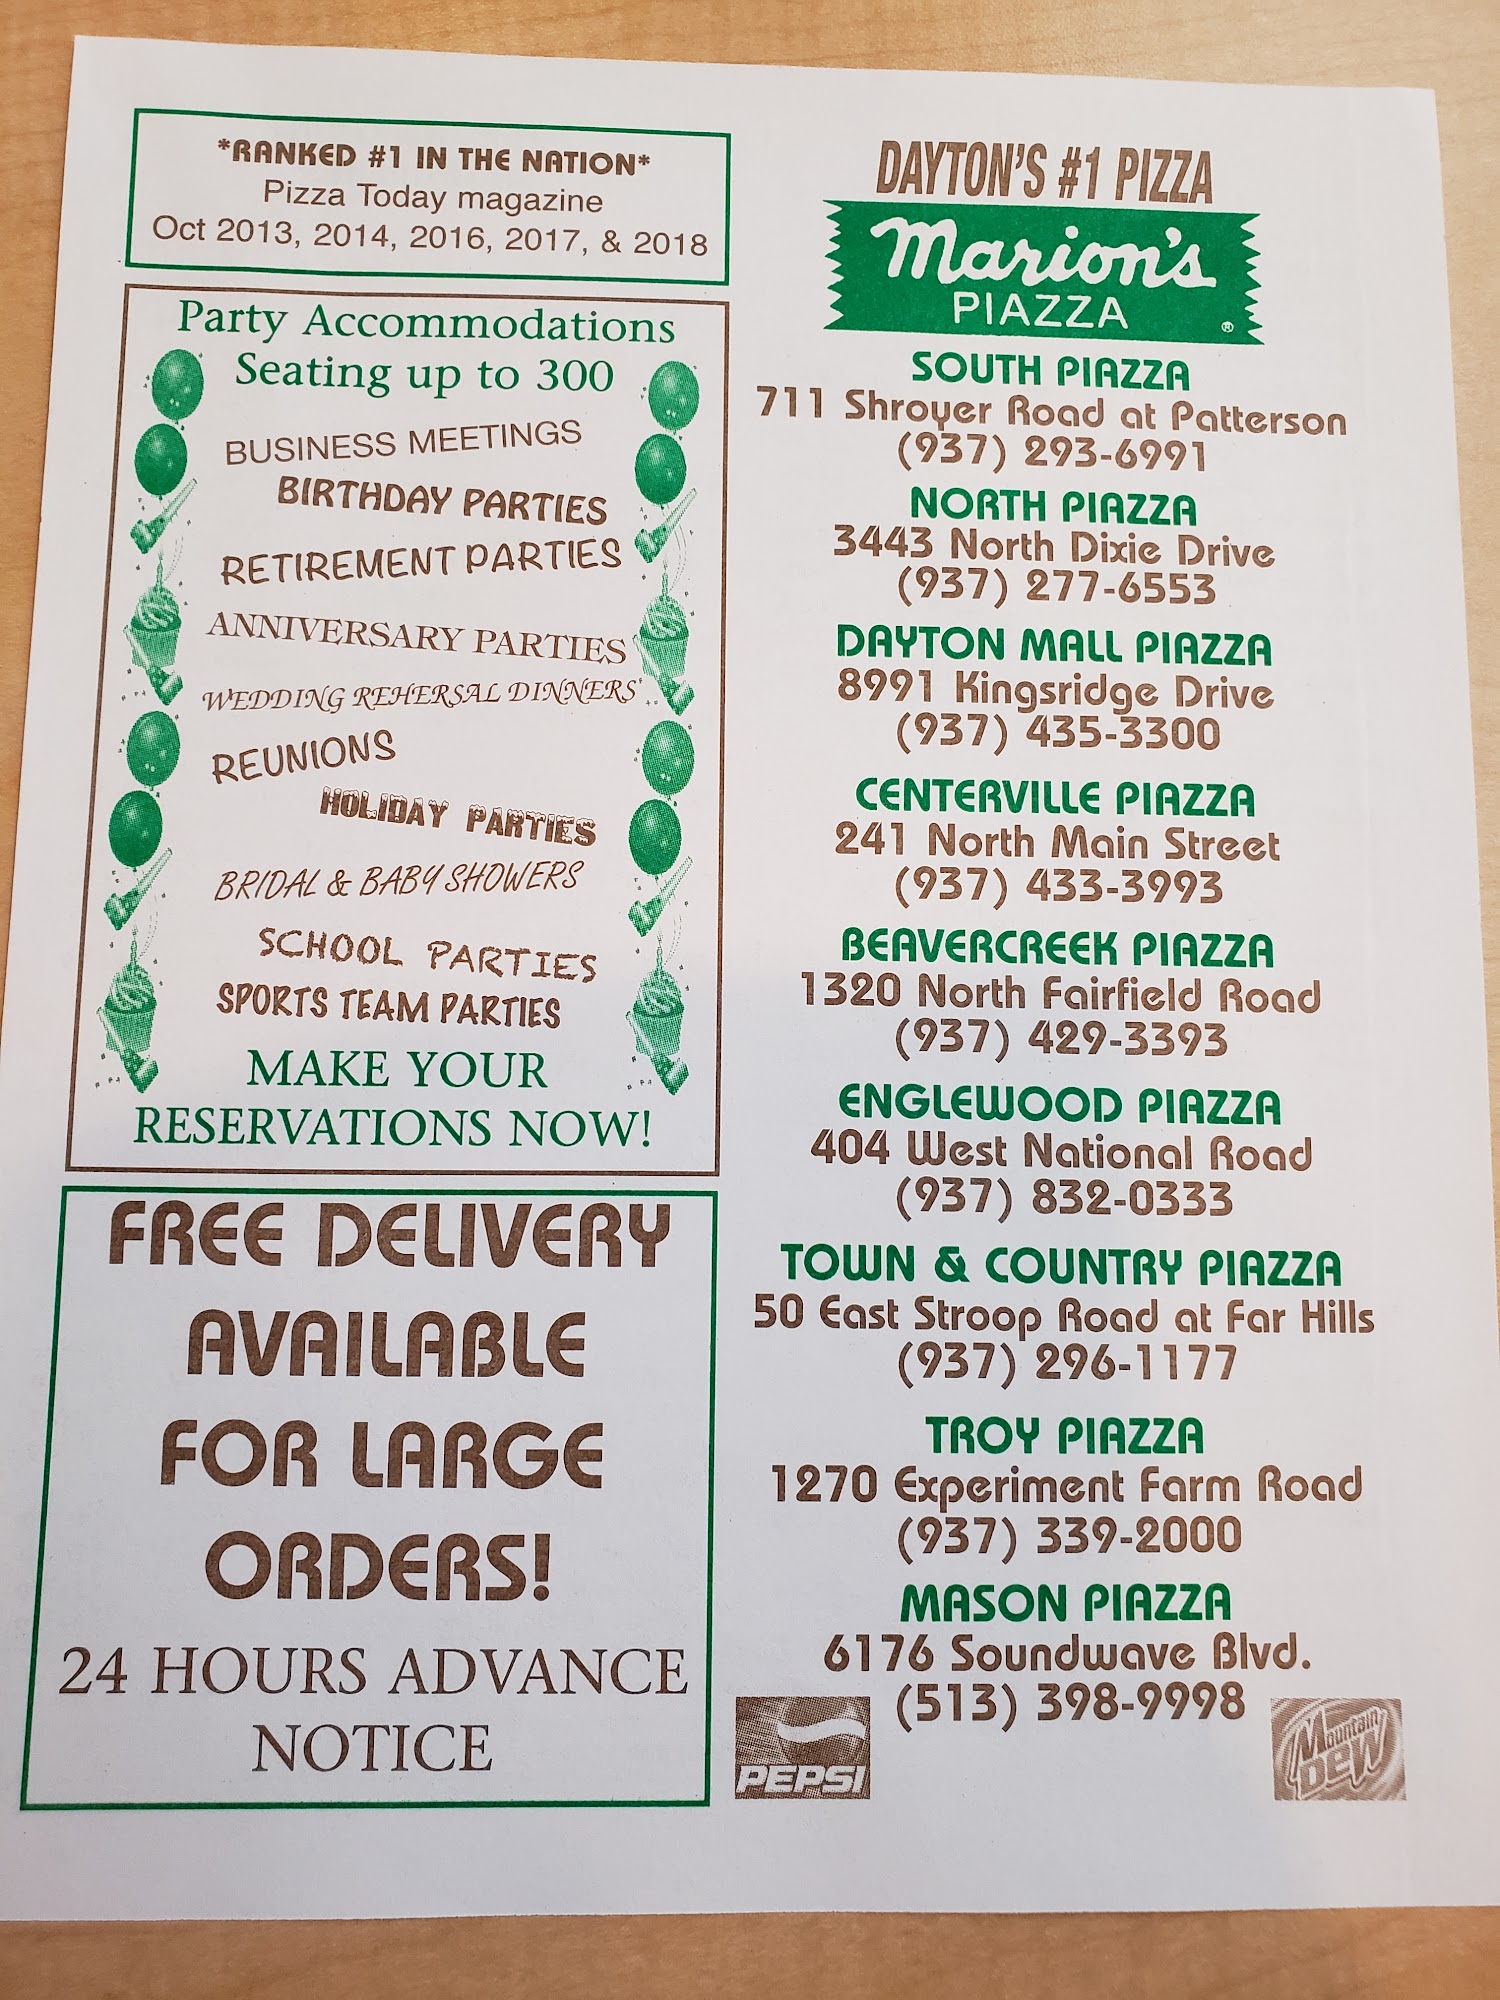 *RANKED #1 IN THE NATION*
Pizza Today magazine
Oct 2013, 2014, 2016, 2017, & 2018
Party Accommodations
Seating up to 300
BUSINESS MEETINGS
BIRTHDAY PARTIES
RETIREMENT PARTIES
ANNIVERSARY PARTIES
WEDDING REHERSAL DINNERS
REUNIONS
HOLIDAY PARTIES
BRIDAL & BABY SHOWERS
SCHOOL PARTIES
SPORTS TEAM PARTIES
MAKE YOUR
RESERVATIONS NOW!
FREE DELIVERY
AVAILABLE
FOR LARGE
ORDERS!
24 HOURS ADVANCE
NOTICE
DAYTON'S #1 PIZZA
Marion's
PIAZZA ®
SOUTH PIAZZA
711 Shroyer Road at Patterson
(937) 293-6991
NORTH PIAZZA
3443 North Dixie Drive
(937) 277-6553
DAYTON MALL PIAZZA
8991 Kingsridge Drive
(937) 435-3300
CENTERVILLE PIAZZA
241 North Main Street
(937) 433-3993
BEAVERCREEK PIAZZA
1320 North Fairfield Road
(937) 429-3393
ENGLEWOOD PIAZZA
404 West National Road
(937) 832-0333
TOWN & COUNTRY PIAZZA
50 East Stroop Road at Far Hills
(937) 296-1177
TROY PIAZZA
1270 Experiment Farm Road
(937) 339-2000
MASON PIAZZA
6176 Soundwave Blvd.
(513) 398-9998
PEPSI
Mountain
DEW